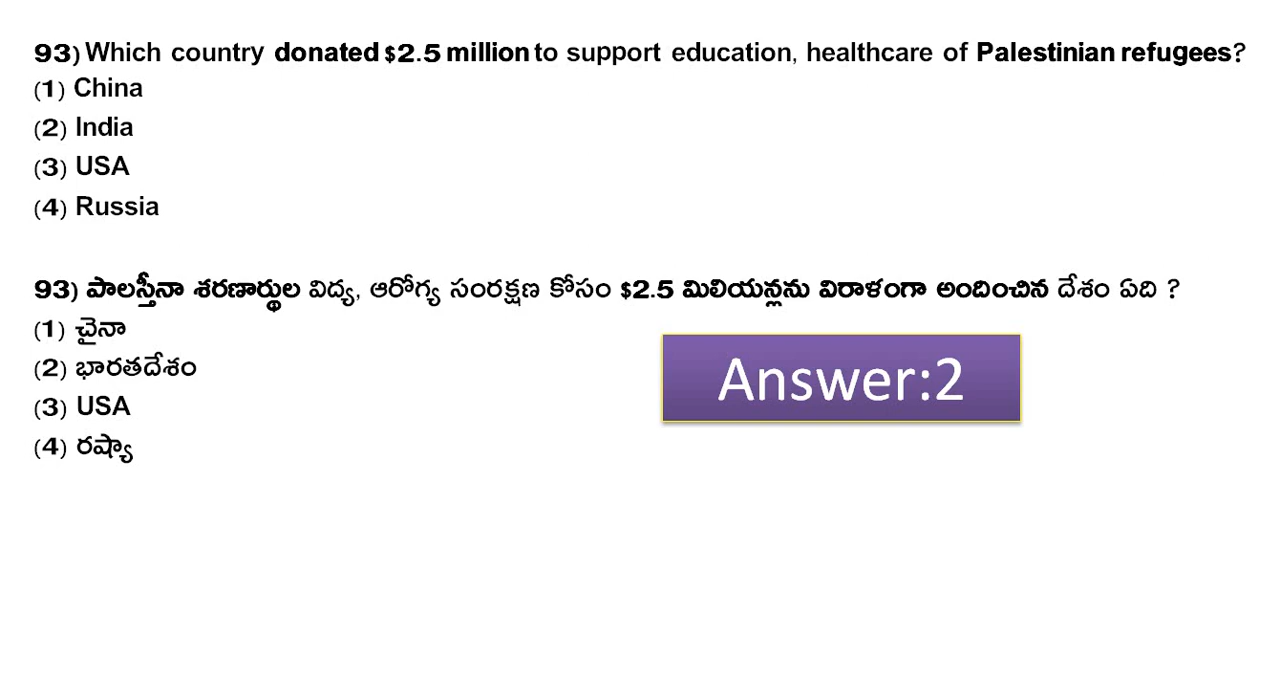 93) Which country donated $2.5 million to support education, healthcare of Palestinian refugees?
(1) China
(2) India
(3) USA
(4) Russia
93) పాలస్తీనా శరణార్థుల విద్య, ఆరోగ్య సంరక్షణ కోసం $2.5 మిలియన్లను విరాళంగా అందించిన దేశం ఏది ?
(1) చైనా
(2) భారతదేశం
(3) USA
(4) రష్యా
Answer:2